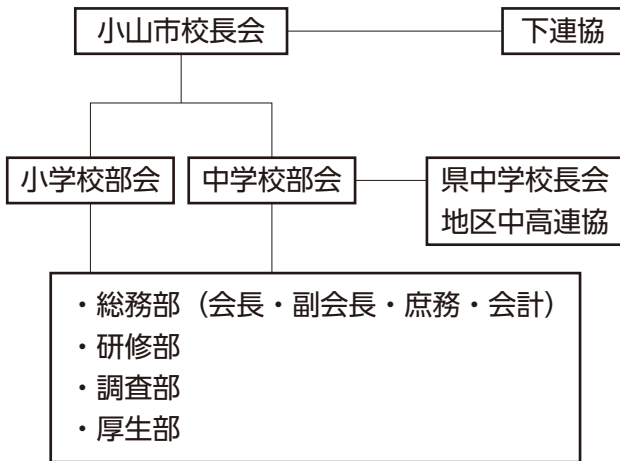 小山市校長会
下連協
小学校部会
中学校部会
県中学校長会
地区中高連協
・総務部（会長・副会長・庶務・会計）
・研修部
・調査部
・厚生部